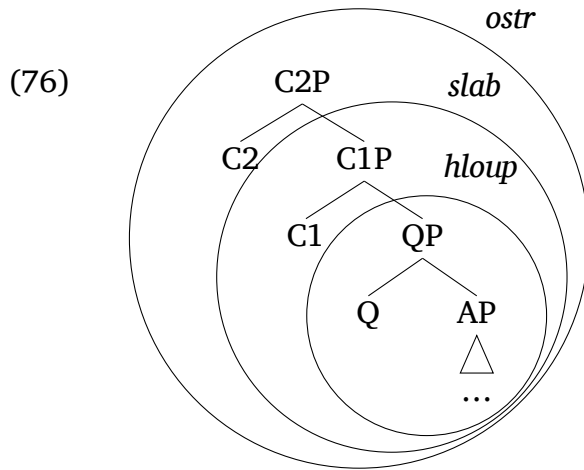 ostr
(76)
C2P
slab
C2 C1P
hloup
C1 QP
Q AP
...